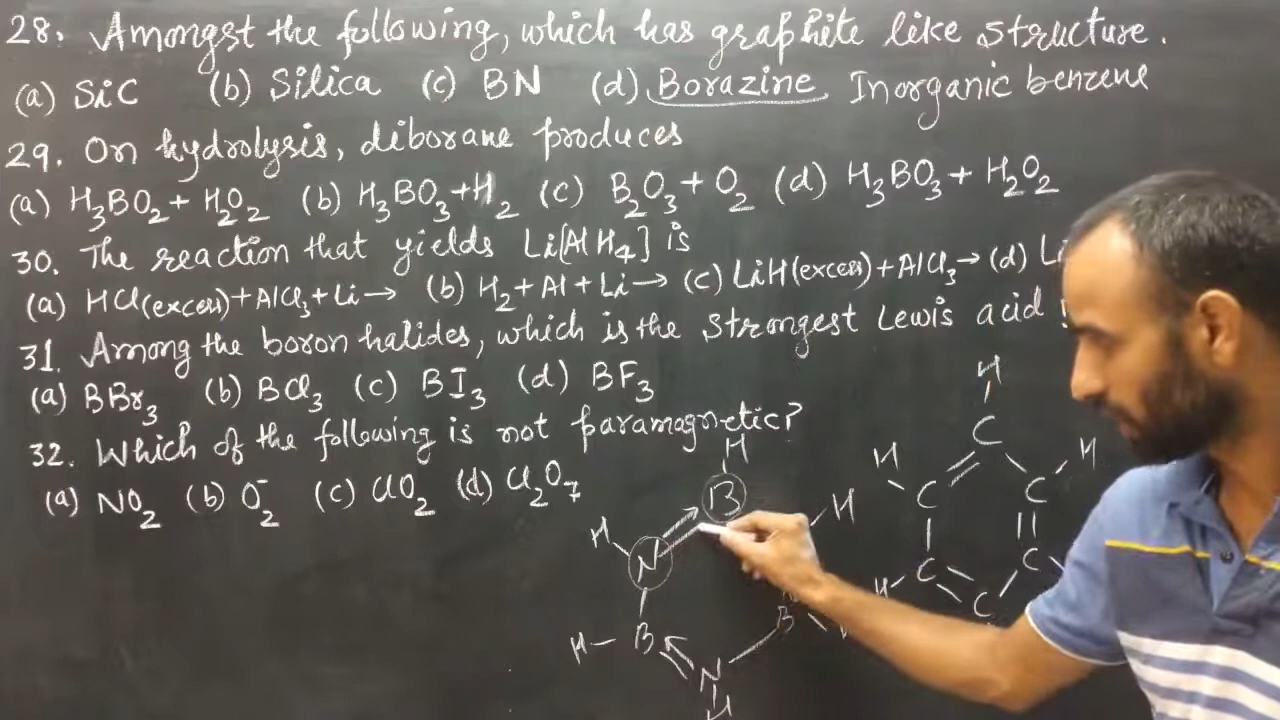 28. Amongst the following, which has graphite like structure.
(a) SiC (b) Silica (c) BN (d) Borazine Inorganic benzene
29. On hydrolysis, diborane produces
(a) H₃BO₂ + H₂O₂ (b) H₃BO₃ + H₂ (c) B₂O₃ + O₂ (d) H₃BO₃ + H₂O₂
30. The reaction that yields Li[AlH₄] is
(a) HCl(excess) + AlCl₃ + Li → (b) H₂ + Al + Li → (c) LiH(excess) + AlCl₃ → (d)
31. Among the boron halides, which is the strongest Lewis acid
(a) BBr₃ (b) BCl₃ (c) BI₃ (d) BF₃
32. Which of the following is not paramagnetic?
(a) NO₂ (b) O₂⁻ (c) ClO₂ (d) Cl₂O₇
H
H
C
H B H C C H
H N
H C C
H B B C
N
H